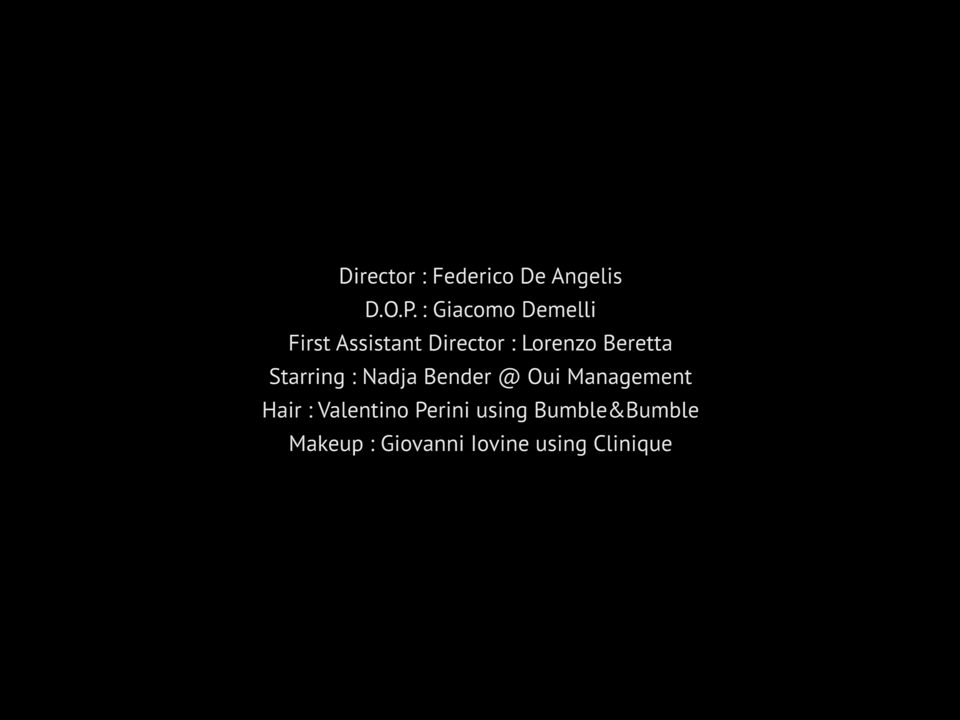 Director : Federico De Angelis
D.O.P. : Giacomo Demelli
First Assistant Director : Lorenzo Beretta
Starring : Nadja Bender @ Oui Management
Hair : Valentino Perini using Bumble&Bumble
Makeup : Giovanni Iovine using Clinique